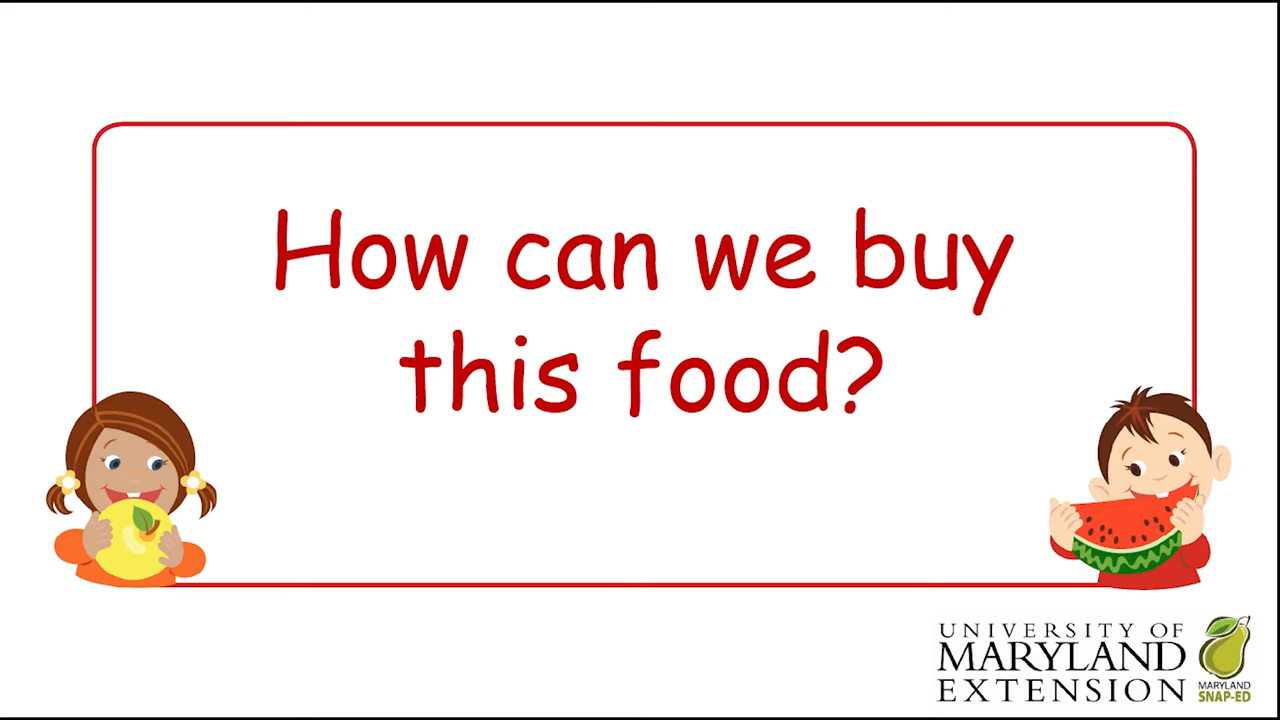 How can we buy
this food?
UNIVERSITY OF
MARYLAND
EXTENSION
MARYLAND
SNAP-ED